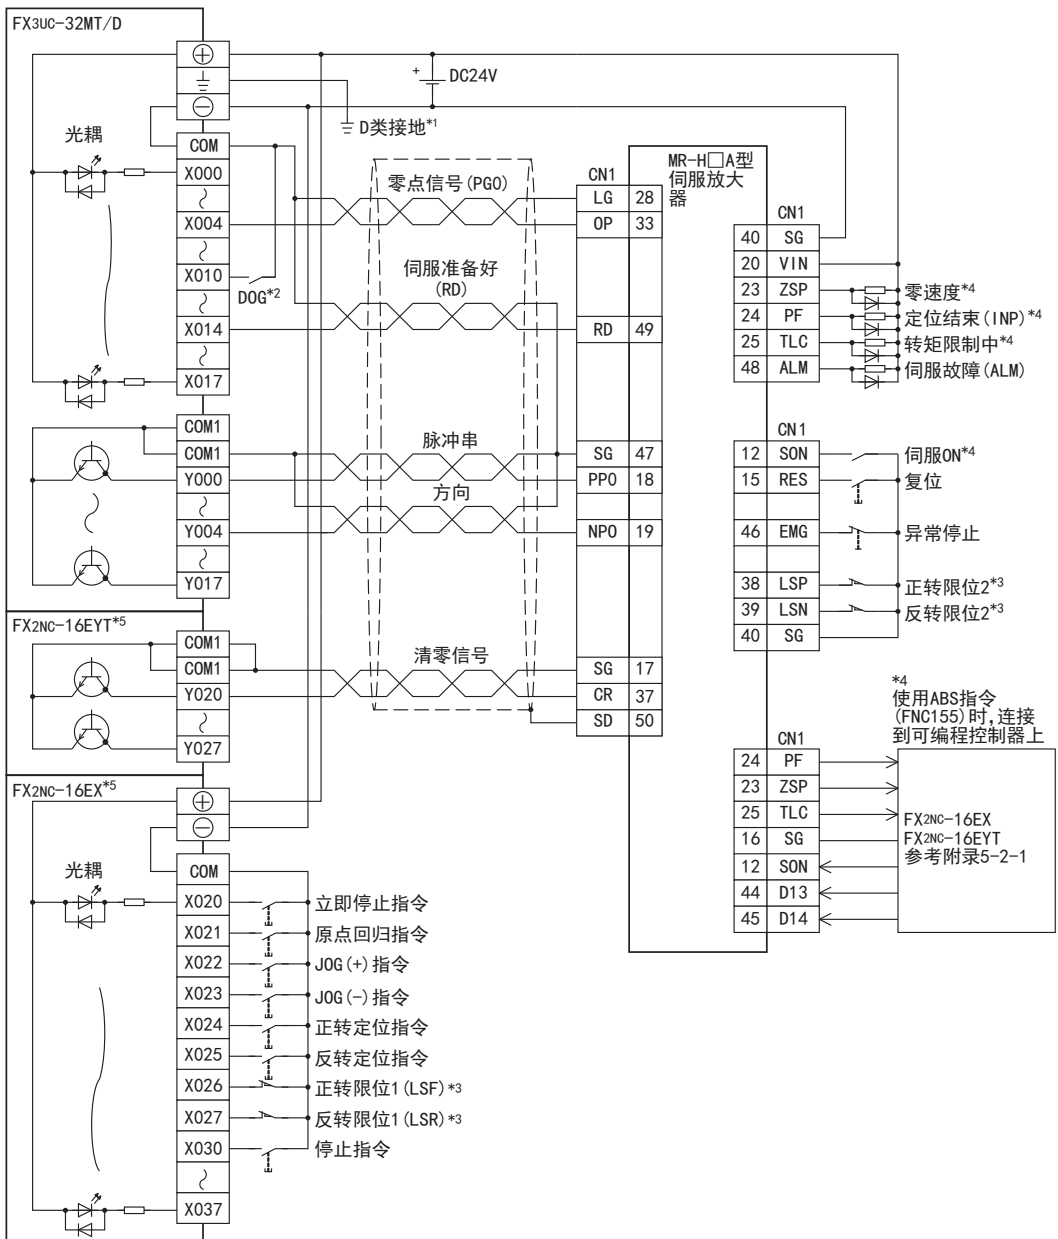 FX3UC-32MT/D
DC24V
D类接地*1
光耦
COM
X000
X004
X010
X014
X017
DOG*2
零点信号(PGO)
伺服准备好
(RD)
CN1
LG 28
OP 33
RD 49
MR-H□A型
伺服放大
器
CN1
40 SG
20 VIN
23 ZSP 零速度*4
24 PF 定位结束(INP)*4
25 TLC 转矩限制中*4
48 ALM 伺服故障(ALM)
COM1
COM1
Y000
Y004
Y017
脉冲串
方向
SG 47
PPO 18
NPO 19
CN1
12 SON 伺服ON*4
15 RES 复位
46 EMG 异常停止
38 LSP 正转限位2*3
39 LSN 反转限位2*3
40 SG
FX2NC-16EYT*5
COM1
COM1
Y020
Y027
清零信号
SG 17
CR 37
SD 50
*4
使用ABS指令
(FNC155)时,连接
到可编程控制器上
CN1
24 PF
23 ZSP
25 TLC
16 SG
12 SON
44 D13
45 D14
FX2NC-16EX
FX2NC-16EYT
参考附录5-2-1
FX2NC-16EX*5
光耦
COM
X020 立即停止指令
X021 原点回归指令
X022 JOG(+)指令
X023 JOG(-)指令
X024 正转定位指令
X025 反转定位指令
X026 正转限位1(LSF)*3
X027 反转限位1(LSR)*3
X030 停止指令
X037